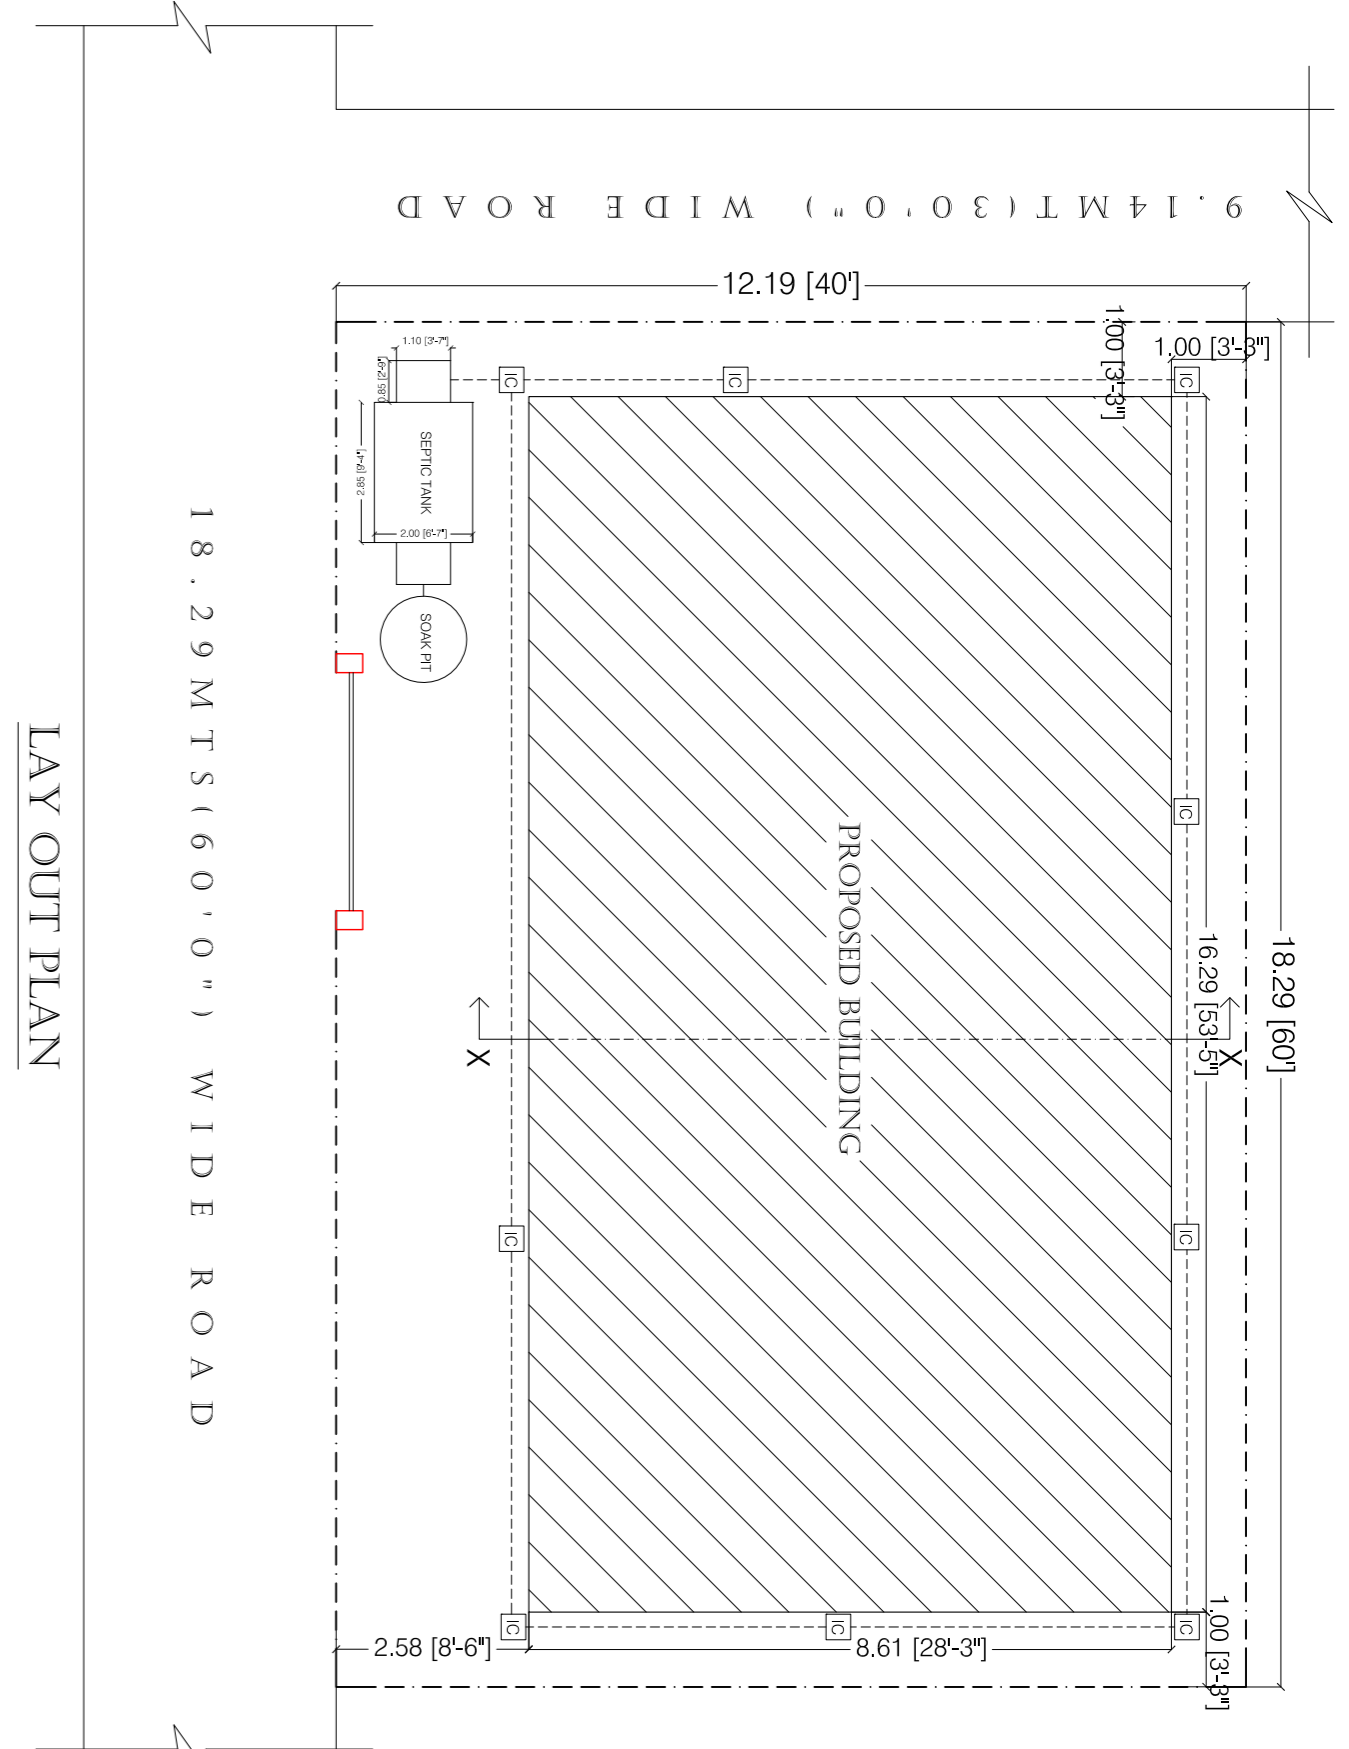 9.14MT(30'0") WIDE ROAD
12.19 [40']
1.00 [3'-3"]
1.00 [3'-3"]
1.10 [3'-7"]
0.85 [2'-9"]
IC
IC
IC
SEPTIC TANK
2.85 [9'-4"]
2.00 [6'-7"]
SOAK PIT
18.29MTS(60'0") WIDE ROAD
LAY OUT PLAN
PROPOSED BUILDING
IC
16.29 [53'-5"]
18.29 [60']
X
X
IC
IC
IC
IC
IC
1.00 [3'-3"]
2.58 [8'-6"]
8.61 [28'-3"]